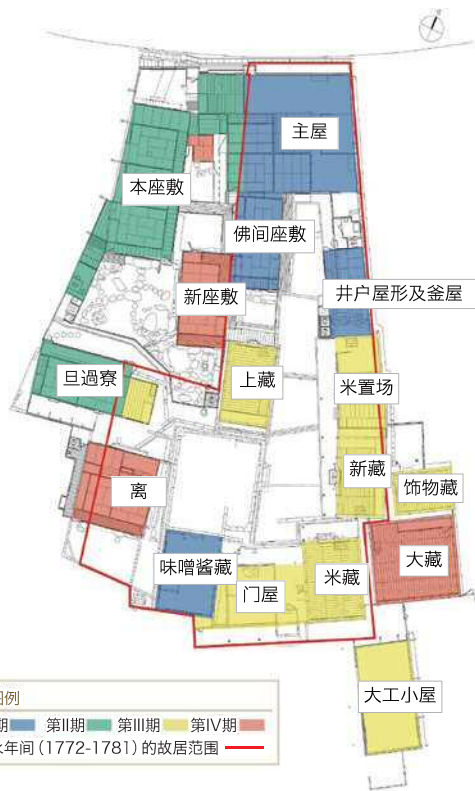 主屋
本座敷
佛间座敷
新座敷
井户屋形及釜屋
旦過寮
上藏
米置场
离
新藏
饰物藏
味噌酱藏
门屋
米藏
大藏
大工小屋
图例
期 第II期 第III期 第IV期
永年间(1772-1781)的故居范围